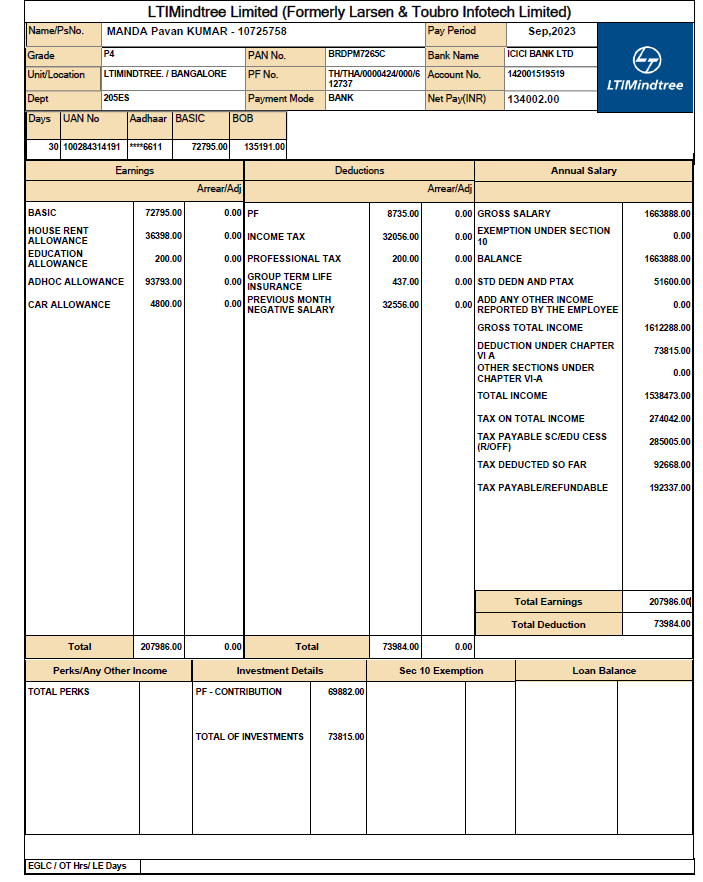 LTIMindtree Limited (Formerly Larsen & Toubro Infotech Limited)
Name/PsNo. MANDA Pavan KUMAR - 10725758 Pay Period Sep,2023
Grade P4 PAN No. BRDPM7265C Bank Name ICICI BANK LTD
Unit/Location LTIMINDTREE. / BANGALORE PF No. TH/THA/0000424/000/6
12737 Account No. 142001519519
Dept 205ES Payment Mode BANK Net Pay(INR) 134002.00
LTIMindtree
Days UAN No Aadhaar BASIC BOB
30 100284314191 ****6611 72795.00 135191.00
Earnings Deductions Annual Salary
Arrear/Adj Arrear/Adj
BASIC 72795.00 0.00 PF 8735.00 0.00 GROSS SALARY 1663888.00
HOUSE RENT
ALLOWANCE 36398.00 0.00 INCOME TAX 32056.00 0.00 EXEMPTION UNDER SECTION
10 0.00
EDUCATION
ALLOWANCE 200.00 0.00 PROFESSIONAL TAX 200.00 0.00 BALANCE 1663888.00
ADHOC ALLOWANCE 93793.00 0.00 GROUP TERM LIFE
INSURANCE 437.00 0.00 STD DEDN AND PTAX 51600.00
CAR ALLOWANCE 4800.00 0.00 PREVIOUS MONTH
NEGATIVE SALARY 32556.00 0.00 ADD ANY OTHER INCOME
REPORTED BY THE EMPLOYEE 0.00
GROSS TOTAL INCOME 1612288.00
DEDUCTION UNDER CHAPTER
VI A 73815.00
OTHER SECTIONS UNDER
CHAPTER VI-A 0.00
TOTAL INCOME 1538473.00
TAX ON TOTAL INCOME 274042.00
TAX PAYABLE SC/EDU CESS
(R/OFF) 285005.00
TAX DEDUCTED SO FAR 92668.00
TAX PAYABLE/REFUNDABLE 192337.00
Total Earnings 207986.00
Total Deduction 73984.00
Total 207986.00 0.00 Total 73984.00 0.00
Perks/Any Other Income Investment Details Sec 10 Exemption Loan Balance
TOTAL PERKS PF - CONTRIBUTION 69882.00
TOTAL OF INVESTMENTS 73815.00
EGLC / OT Hrs/ LE Days